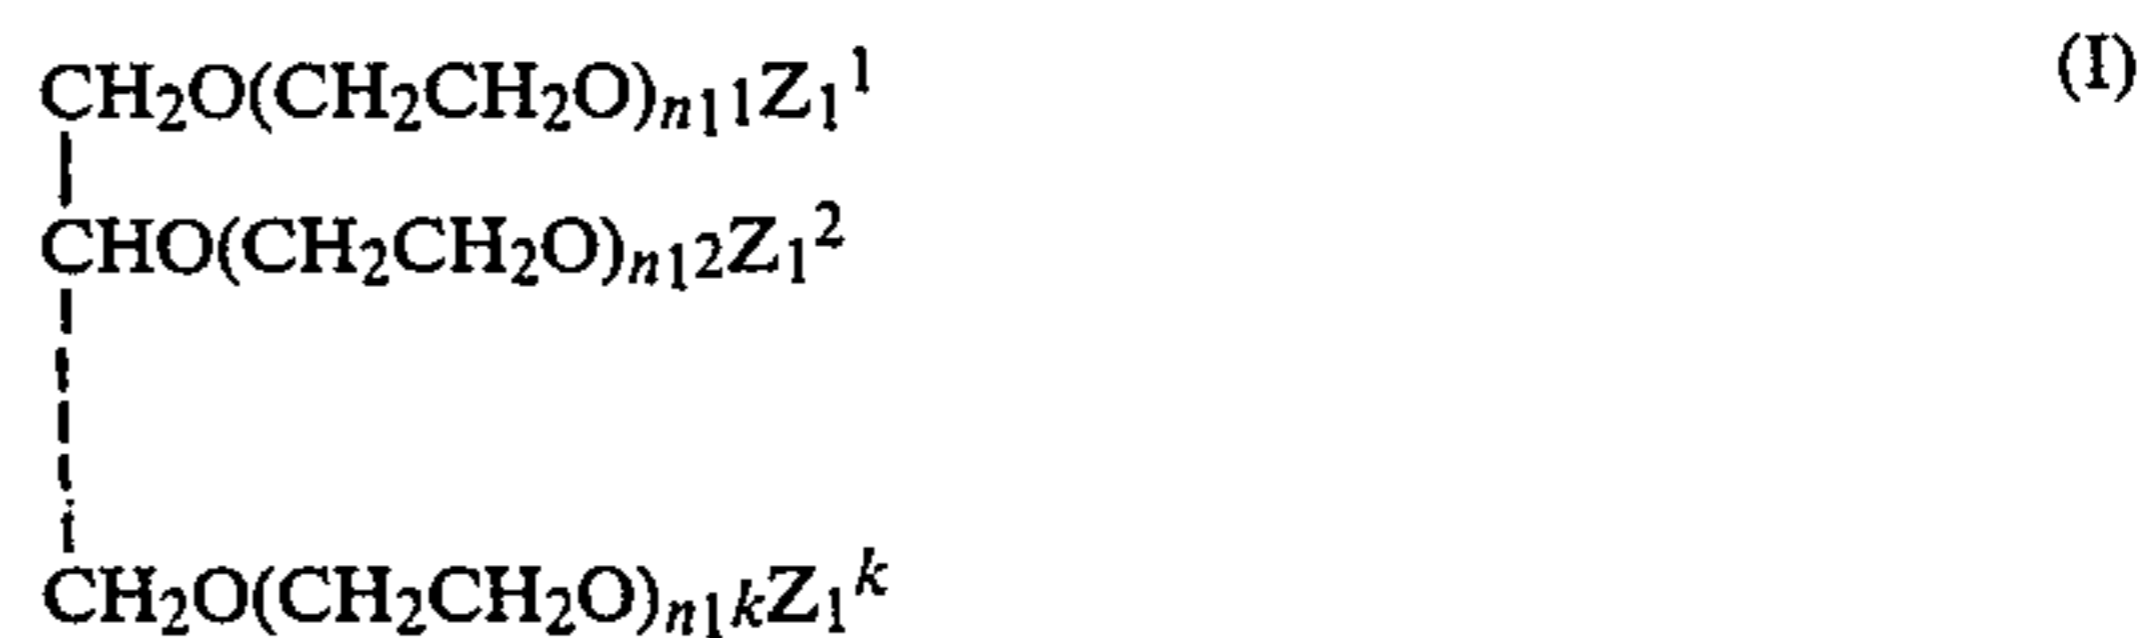 CH₂O(CH₂CH₂O)ₙ₁1Z₁¹ (I)
CHO(CH₂CH₂O)ₙ₁2Z₁²
CH₂O(CH₂CH₂O)ₙ₁kZ₁ᵏ